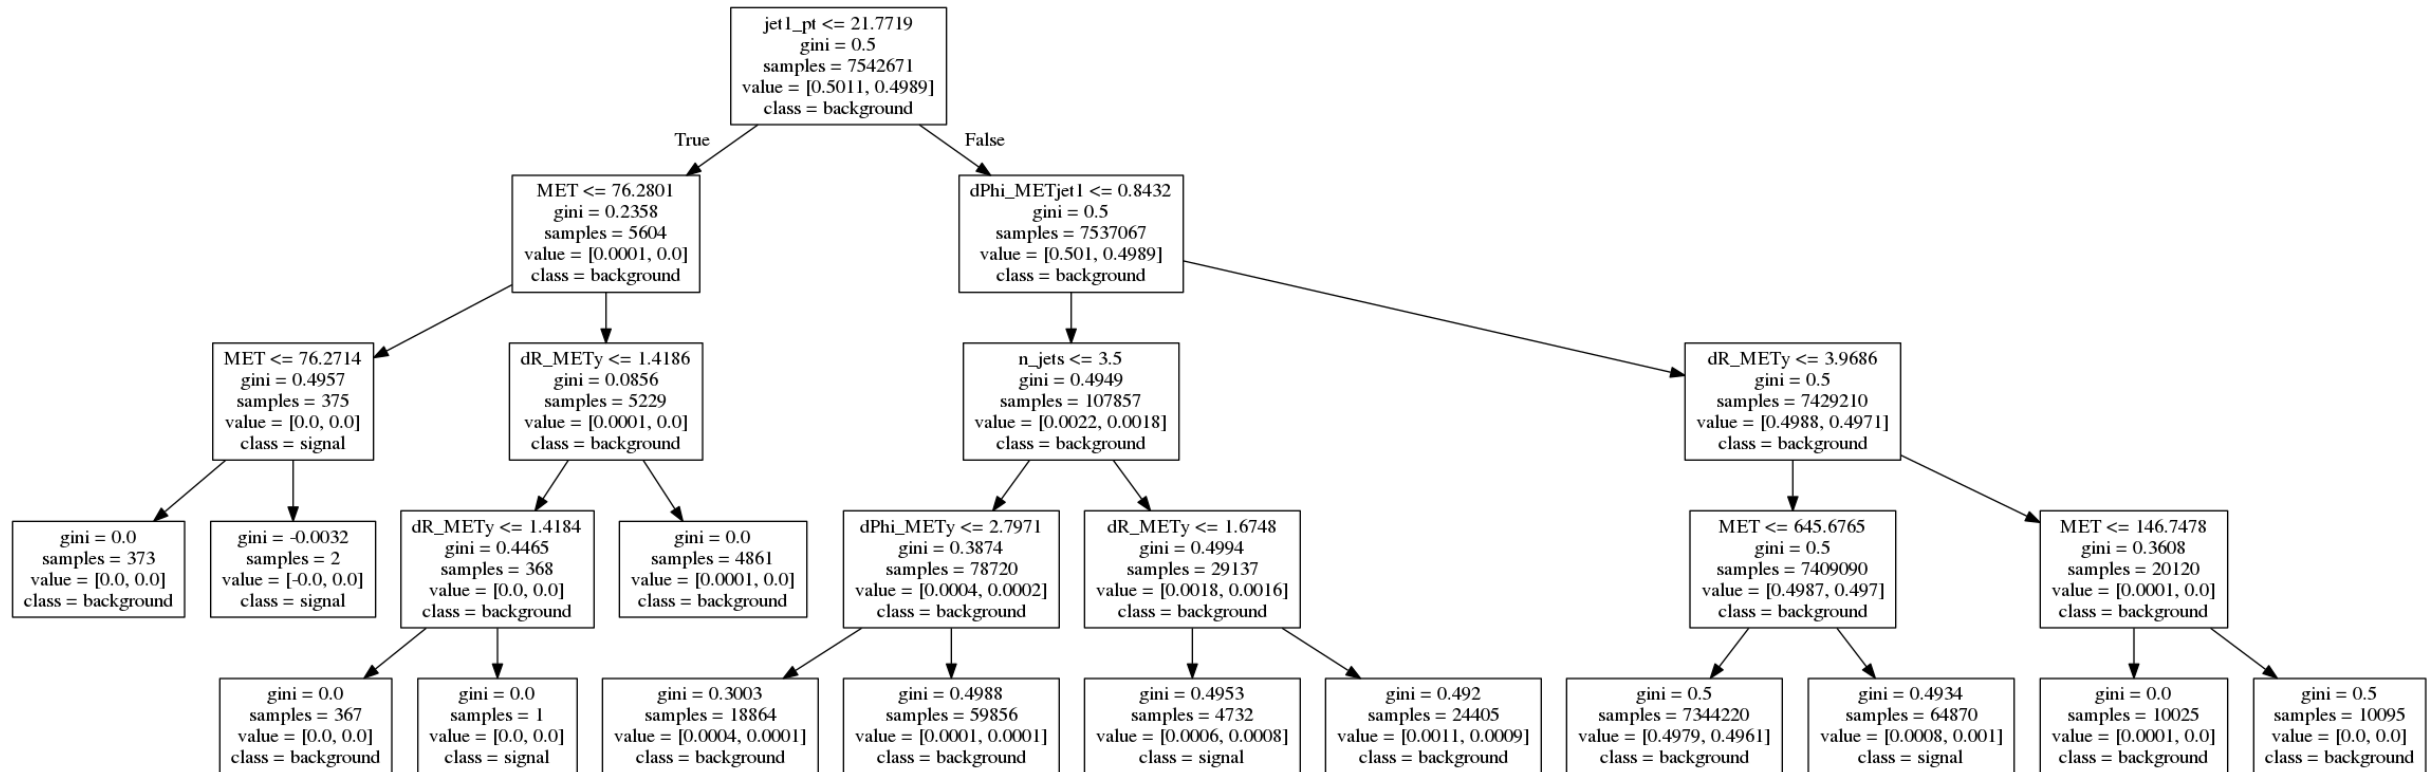 jet1_pt <= 21.7719
gini = 0.5
samples = 7542671
value = [0.5011, 0.4989]
class = background
True
False
MET <= 76.2801
gini = 0.2358
samples = 5604
value = [0.0001, 0.0]
class = background
dPhi_METjet1 <= 0.8432
gini = 0.5
samples = 7537067
value = [0.501, 0.4989]
class = background
MET <= 76.2714
gini = 0.4957
samples = 375
value = [0.0, 0.0]
class = signal
dR_METy <= 1.4186
gini = 0.0856
samples = 5229
value = [0.0001, 0.0]
class = background
n_jets <= 3.5
gini = 0.4949
samples = 107857
value = [0.0022, 0.0018]
class = background
dR_METy <= 3.9686
gini = 0.5
samples = 7429210
value = [0.4988, 0.4971]
class = background
gini = 0.0
samples = 373
value = [0.0, 0.0]
class = background
gini = -0.0032
samples = 2
value = [-0.0, 0.0]
class = signal
dR_METy <= 1.4184
gini = 0.4465
samples = 368
value = [0.0, 0.0]
class = background
gini = 0.0
samples = 4861
value = [0.0001, 0.0]
class = background
dPhi_METy <= 2.7971
gini = 0.3874
samples = 78720
value = [0.0004, 0.0002]
class = background
dR_METy <= 1.6748
gini = 0.4994
samples = 29137
value = [0.0018, 0.0016]
class = background
MET <= 645.6765
gini = 0.5
samples = 7409090
value = [0.4987, 0.497]
class = background
MET <= 146.7478
gini = 0.3608
samples = 20120
value = [0.0001, 0.0]
class = background
gini = 0.0
samples = 367
value = [0.0, 0.0]
class = background
gini = 0.0
samples = 1
value = [0.0, 0.0]
class = signal
gini = 0.3003
samples = 18864
value = [0.0004, 0.0001]
class = background
gini = 0.4988
samples = 59856
value = [0.0001, 0.0001]
class = background
gini = 0.4953
samples = 4732
value = [0.0006, 0.0008]
class = signal
gini = 0.492
samples = 24405
value = [0.0011, 0.0009]
class = background
gini = 0.5
samples = 7344220
value = [0.4979, 0.4961]
class = background
gini = 0.4934
samples = 64870
value = [0.0008, 0.001]
class = signal
gini = 0.0
samples = 10025
value = [0.0001, 0.0]
class = background
gini = 0.5
samples = 10095
value = [0.0, 0.0]
class = background